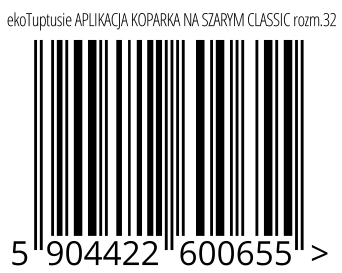 ekoTuptusie APLIKACJA KOPARKA NA SZARYM CLASSIC rozm.32
5 904422 600655 >